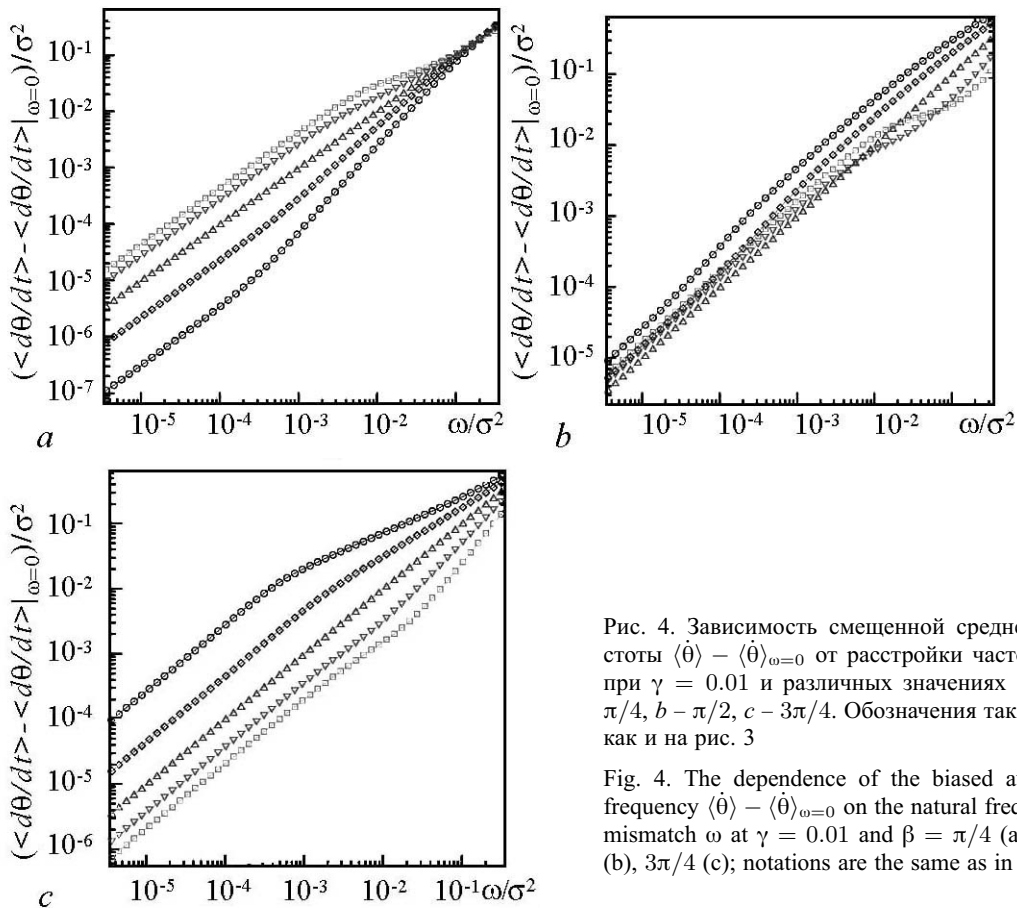 (<dθ/dt>-<dθ/dt>|ω=0)/σ²
10⁻¹
10⁻²
10⁻³
10⁻⁴
10⁻⁵
10⁻⁶
10⁻⁷
10⁻⁵ 10⁻⁴ 10⁻³ 10⁻² ω/σ²
a
(<dθ/dt>-<dθ/dt>|ω=0)/σ²
10⁻¹
10⁻²
10⁻³
10⁻⁴
10⁻⁵
10⁻⁵ 10⁻⁴ 10⁻³ 10⁻² ω/σ²
b
(<dθ/dt>-<dθ/dt>|ω=0)/σ²
10⁻¹
10⁻²
10⁻³
10⁻⁴
10⁻⁵
10⁻⁶
10⁻⁵ 10⁻⁴ 10⁻³ 10⁻² 10⁻¹ ω/σ²
c
Рис. 4. Зависимость смещенной средне
стоты ⟨θ̇⟩ − ⟨θ̇⟩ω=0 от расстройки часто
при γ = 0.01 и различных значениях
π/4, b – π/2, c – 3π/4. Обозначения так
как и на рис. 3
Fig. 4. The dependence of the biased a
frequency ⟨θ̇⟩ − ⟨θ̇⟩ω=0 on the natural freq
mismatch ω at γ = 0.01 and β = π/4 (a
(b), 3π/4 (c); notations are the same as in